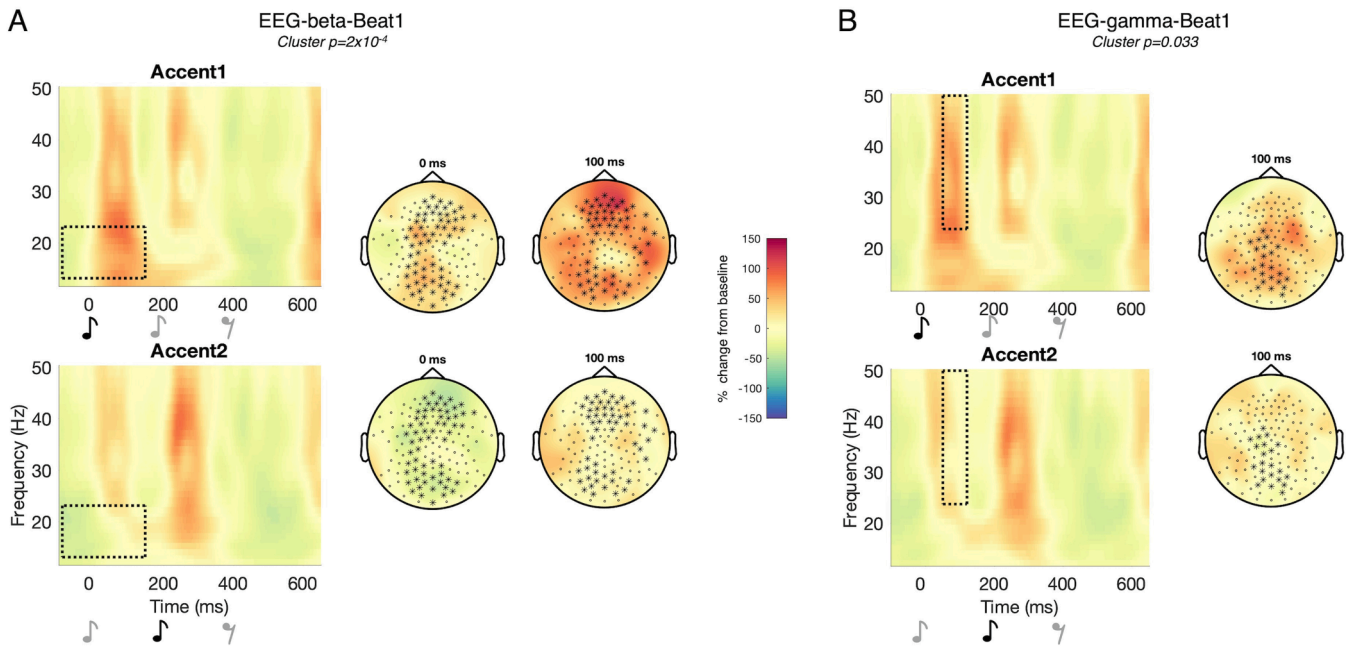 A
EEG-beta-Beat1
Cluster p=2x10⁻⁴
Accent1
50
40
30
20
0 200 400 600
0 ms
100 ms
Accent2
50
40
30
20
Frequency (Hz)
0 200 400 600
Time (ms)
0 ms
100 ms
150
100
50
0
-50
-100
-150
% change from baseline
B
EEG-gamma-Beat1
Cluster p=0.033
Accent1
50
40
30
20
0 200 400 600
100 ms
Accent2
50
40
30
20
Frequency (Hz)
0 200 400 600
Time (ms)
100 ms